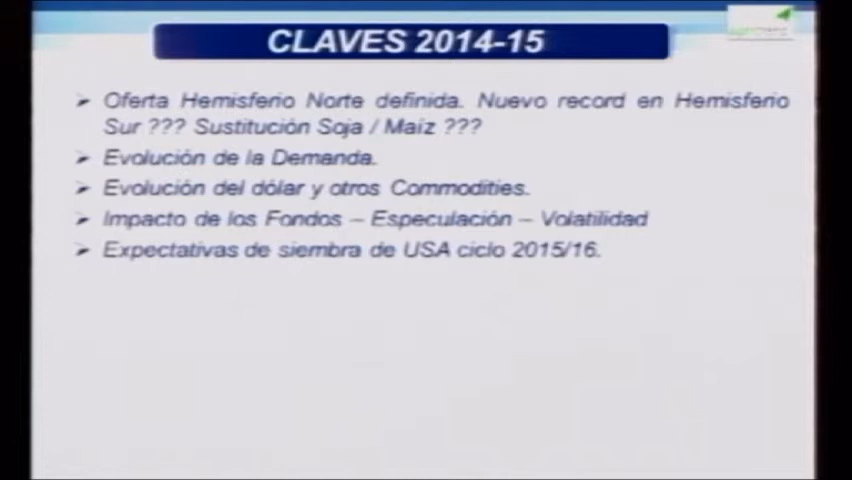 CLAVES 2014-15
➢ Oferta Hemisferio Norte definida. Nuevo record en Hemisferio
Sur ??? Sustitución Soja / Maíz ???
➢ Evolución de la Demanda.
➢ Evolución del dólar y otros Commodities.
➢ Impacto de los Fondos – Especulación – Volatilidad
➢ Expectativas de siembra de USA ciclo 2015/16.